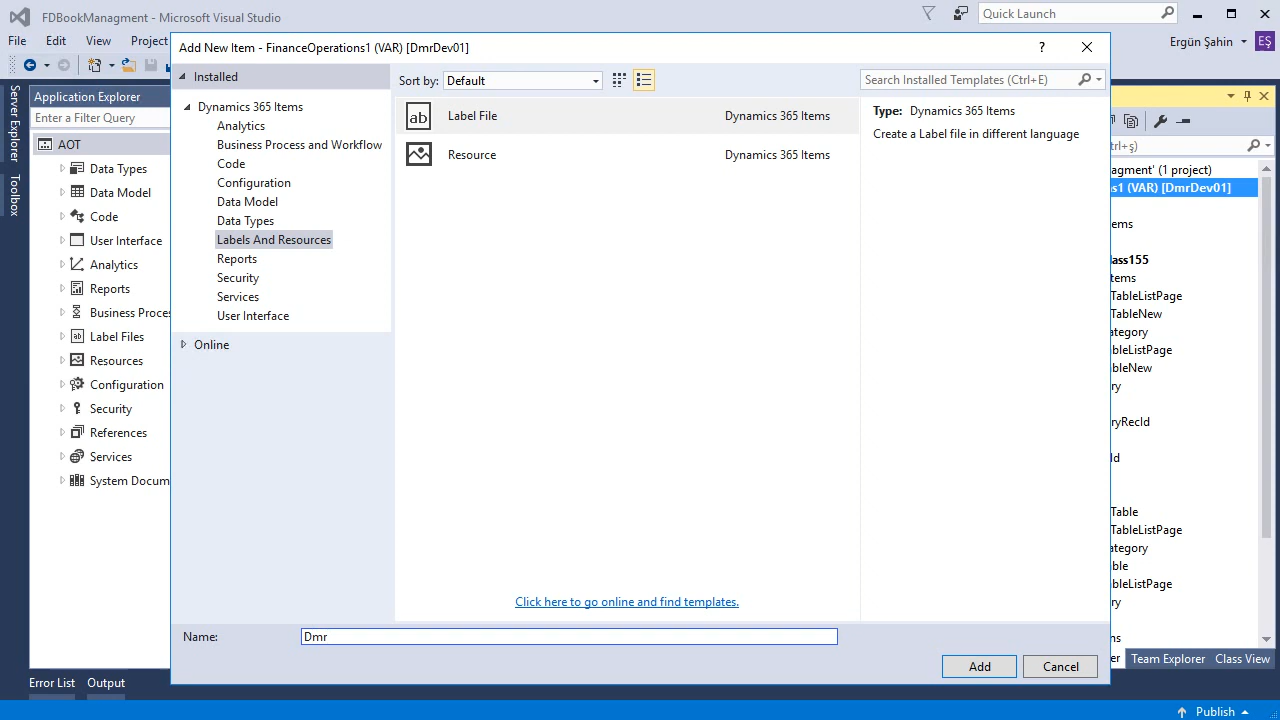 FDBookManagment - Microsoft Visual Studio
Quick Launch
File Edit View Project
Ergün Şahin EŞ
Add New Item - FinanceOperations1 (VAR) [DmrDev01]
?
Server Explorer
Toolbox
Application Explorer
Enter a Filter Query
AOT
Data Types
Data Model
Code
User Interface
Analytics
Reports
Business Proces
Label Files
Resources
Configuration
Security
References
Services
System Docum
Installed
Dynamics 365 Items
Analytics
Business Process and Workflow
Code
Configuration
Data Model
Data Types
Labels And Resources
Reports
Security
Services
User Interface
Online
Sort by: Default
Search Installed Templates (Ctrl+E)
ab Label File Dynamics 365 Items
Resource Dynamics 365 Items
Type: Dynamics 365 Items
Create a Label file in different language
Click here to go online and find templates.
Name: Dmr
Add Cancel
trl+ş)
agment' (1 project)
s1 (VAR) [DmrDev01]
ems
lass155
tems
TableListPage
TableNew
ategory
bleListPage
bleNew
ry
ryRecId
d
Table
TableListPage
ategory
ble
bleListPage
ry
ms
er Team Explorer Class View
Error List Output
Publish